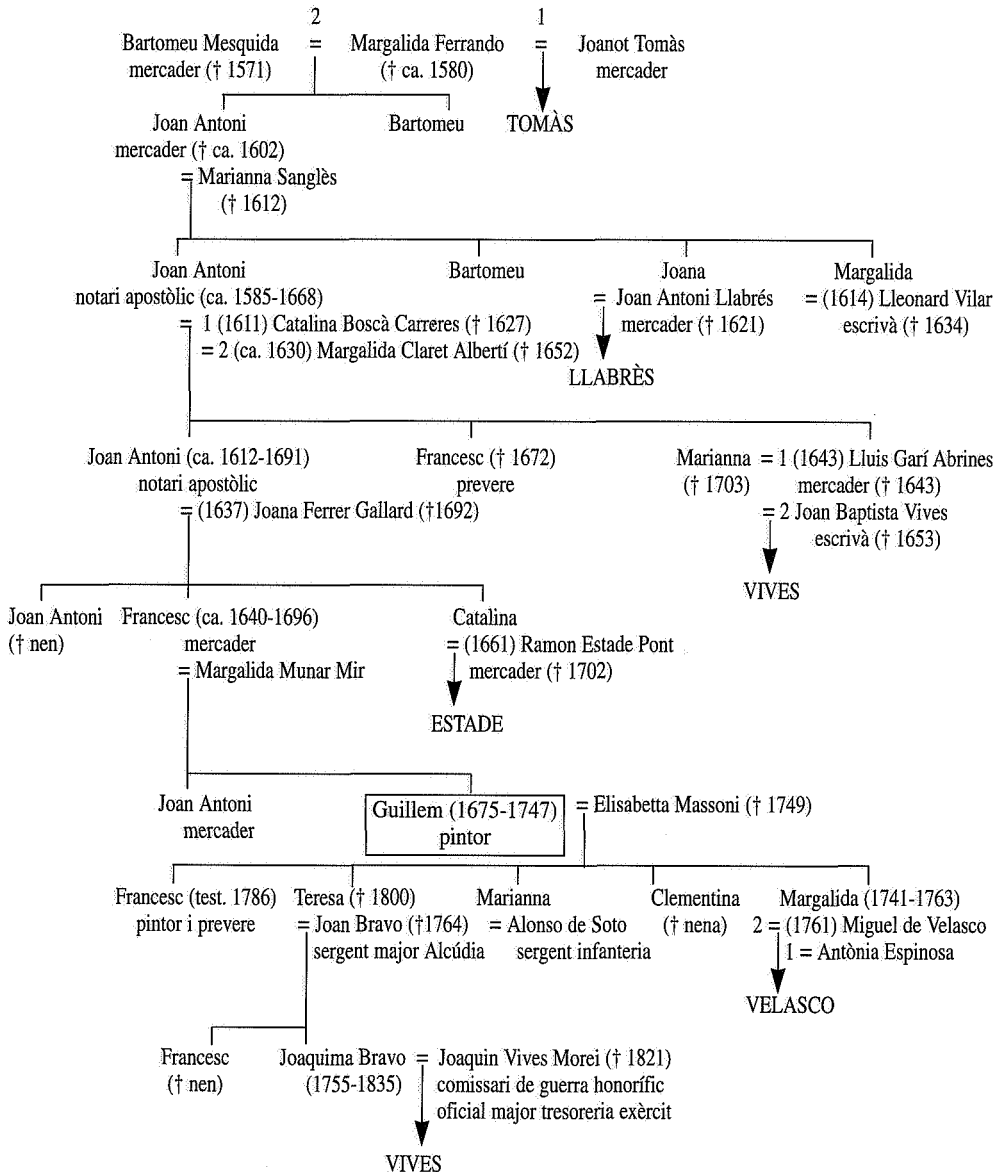 2 1
Bartomeu Mesquida = Margalida Ferrando = Joanot Tomàs
mercader († 1571) († ca. 1580) mercader
Joan Antoni Bartomeu TOMÀS
mercader († ca. 1602)
= Marianna Sanglès
(† 1612)
Joan Antoni Bartomeu Joana Margalida
notari apostòlic (ca. 1585-1668) = Joan Antoni Llabrés = (1614) Lleonard Vilar
= 1 (1611) Catalina Boscà Carreres († 1627) mercader († 1621) escrivà († 1634)
= 2 (ca. 1630) Margalida Claret Albertí († 1652)
LLABRÈS
Joan Antoni (ca. 1612-1691) Francesc († 1672) Marianna = 1 (1643) Lluis Garí Abrines
notari apostòlic prevere († 1703) mercader († 1643)
= (1637) Joana Ferrer Gallard (†1692) = 2 Joan Baptista Vives
escrivà († 1653)
VIVES
Joan Antoni Francesc (ca. 1640-1696) Catalina
(† nen) mercader = (1661) Ramon Estade Pont
= Margalida Munar Mir mercader († 1702)
ESTADE
Joan Antoni Guillem (1675-1747) = Elisabetta Massoni († 1749)
mercader pintor
Francesc (test. 1786) Teresa († 1800) Marianna Clementina Margalida (1741-1763)
pintor i prevere = Joan Bravo (†1764) = Alonso de Soto († nena) 2 = (1761) Miguel de Velasco
sergent major Alcúdia sergent infanteria 1 = Antònia Espinosa
VELASCO
Francesc Joaquima Bravo = Joaquin Vives Morei († 1821)
(† nen) (1755-1835) comissari de guerra honorífic
oficial major tresoreria exèrcit
VIVES